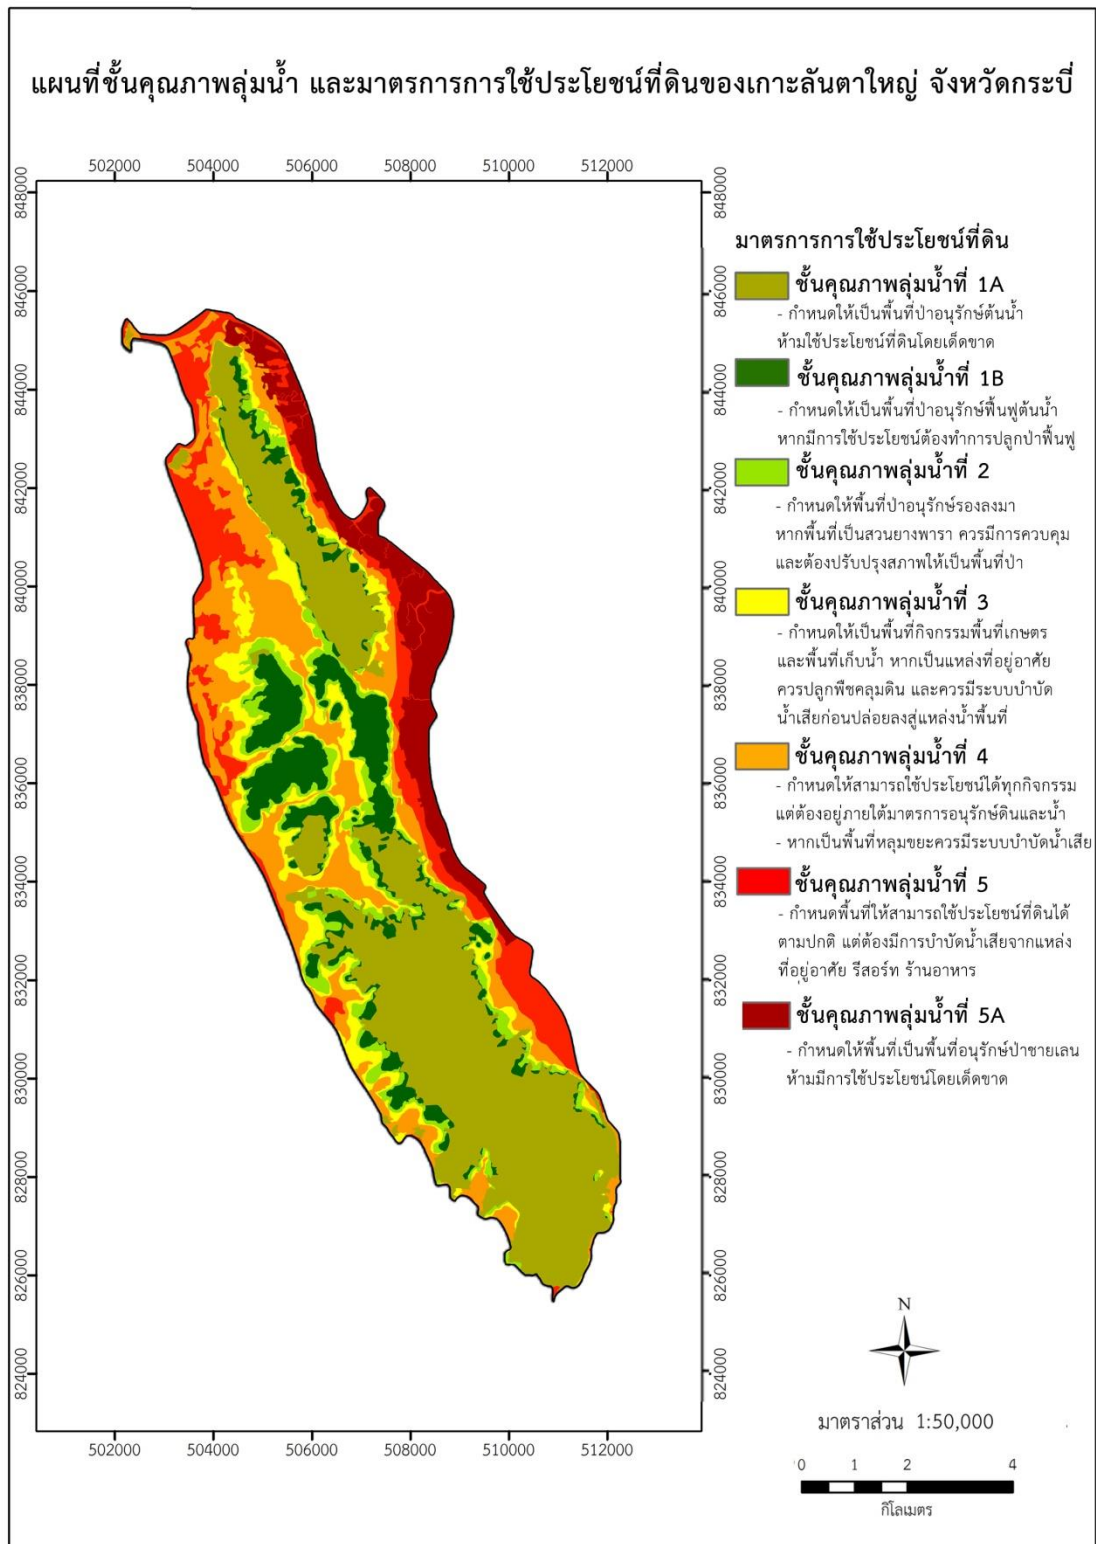 แผนที่ชั้นคุณภาพลุ่มน้ำ และมาตรการการใช้ประโยชน์ที่ดินของเกาะลันตาใหญ่ จังหวัดกระบี่
502000 504000 506000 508000 510000 512000
848000 848000
846000 846000
844000 844000
842000 842000
840000 840000
838000 838000
836000 836000
834000 834000
832000 832000
830000 830000
828000 828000
826000 826000
824000 824000
502000 504000 506000 508000 510000 512000
มาตรการการใช้ประโยชน์ที่ดิน
ชั้นคุณภาพลุ่มน้ำที่ 1A
- กำหนดให้เป็นพื้นที่ป่าอนุรักษ์ต้นน้ำ
ห้ามใช้ประโยชน์ที่ดินโดยเด็ดขาด
ชั้นคุณภาพลุ่มน้ำที่ 1B
- กำหนดให้เป็นพื้นที่ป่าอนุรักษ์ฟื้นฟูต้นน้ำ
หากมีการใช้ประโยชน์ต้องทำการปลูกป่าฟื้นฟู
ชั้นคุณภาพลุ่มน้ำที่ 2
- กำหนดให้พื้นที่ป่าอนุรักษ์รองลงมา
หากพื้นที่เป็นสวนยางพารา ควรมีการควบคุม
และต้องปรับปรุงสภาพให้เป็นพื้นที่ป่า
ชั้นคุณภาพลุ่มน้ำที่ 3
- กำหนดให้เป็นพื้นที่กิจกรรมพื้นที่เกษตร
และพื้นที่เก็บน้ำ หากเป็นแหล่งที่อยู่อาศัย
ควรปลูกพืชคลุมดิน และควรมีระบบบำบัด
น้ำเสียก่อนปล่อยลงสู่แหล่งน้ำพื้นที่
ชั้นคุณภาพลุ่มน้ำที่ 4
- กำหนดให้สามารถใช้ประโยชน์ได้ทุกกิจกรรม
แต่ต้องอยู่ภายใต้มาตรการอนุรักษ์ดินและน้ำ
- หากเป็นพื้นที่หลุมขยะควรมีระบบบำบัดน้ำเสีย
ชั้นคุณภาพลุ่มน้ำที่ 5
- กำหนดพื้นที่ให้สามารถใช้ประโยชน์ที่ดินได้
ตามปกติ แต่ต้องมีการบำบัดน้ำเสียจากแหล่ง
ที่อยู่อาศัย รีสอร์ท ร้านอาหาร
ชั้นคุณภาพลุ่มน้ำที่ 5A
- กำหนดให้พื้นที่เป็นพื้นที่อนุรักษ์ป่าชายเลน
ห้ามมีการใช้ประโยชน์โดยเด็ดขาด
N
มาตราส่วน 1:50,000
0 1 2 4
กิโลเมตร